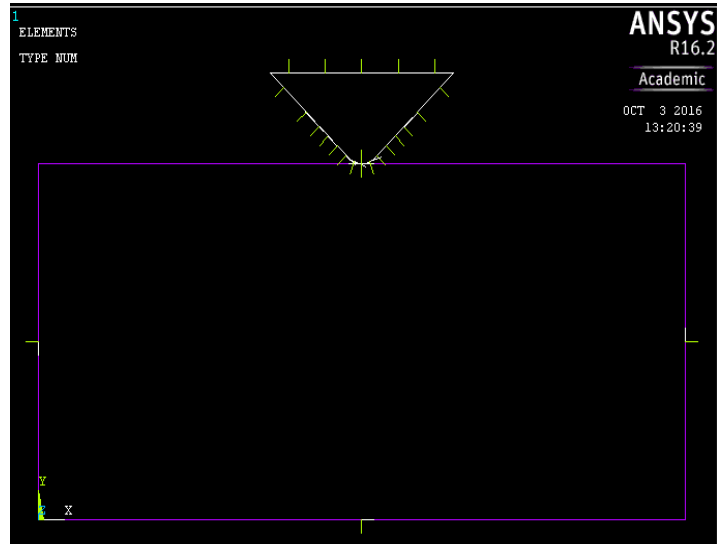 1
ELEMENTS
TYPE NUM
ANSYS
R16.2
Academic
OCT 3 2016
13:20:39
Y
X